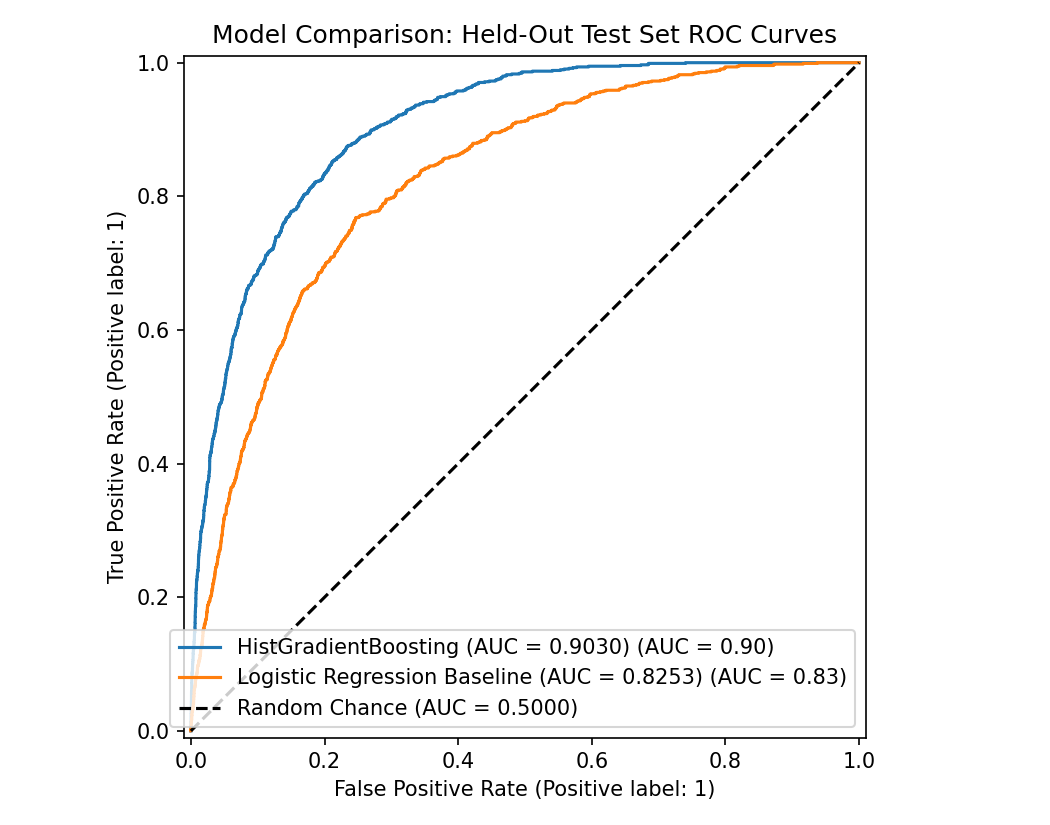 Model Comparison: Held-Out Test Set ROC Curves
1.0
0.8
0.6
0.4
0.2
0.0
True Positive Rate (Positive label: 1)
HistGradientBoosting (AUC = 0.9030) (AUC = 0.90)
Logistic Regression Baseline (AUC = 0.8253) (AUC = 0.83)
Random Chance (AUC = 0.5000)
0.0 0.2 0.4 0.6 0.8 1.0
False Positive Rate (Positive label: 1)